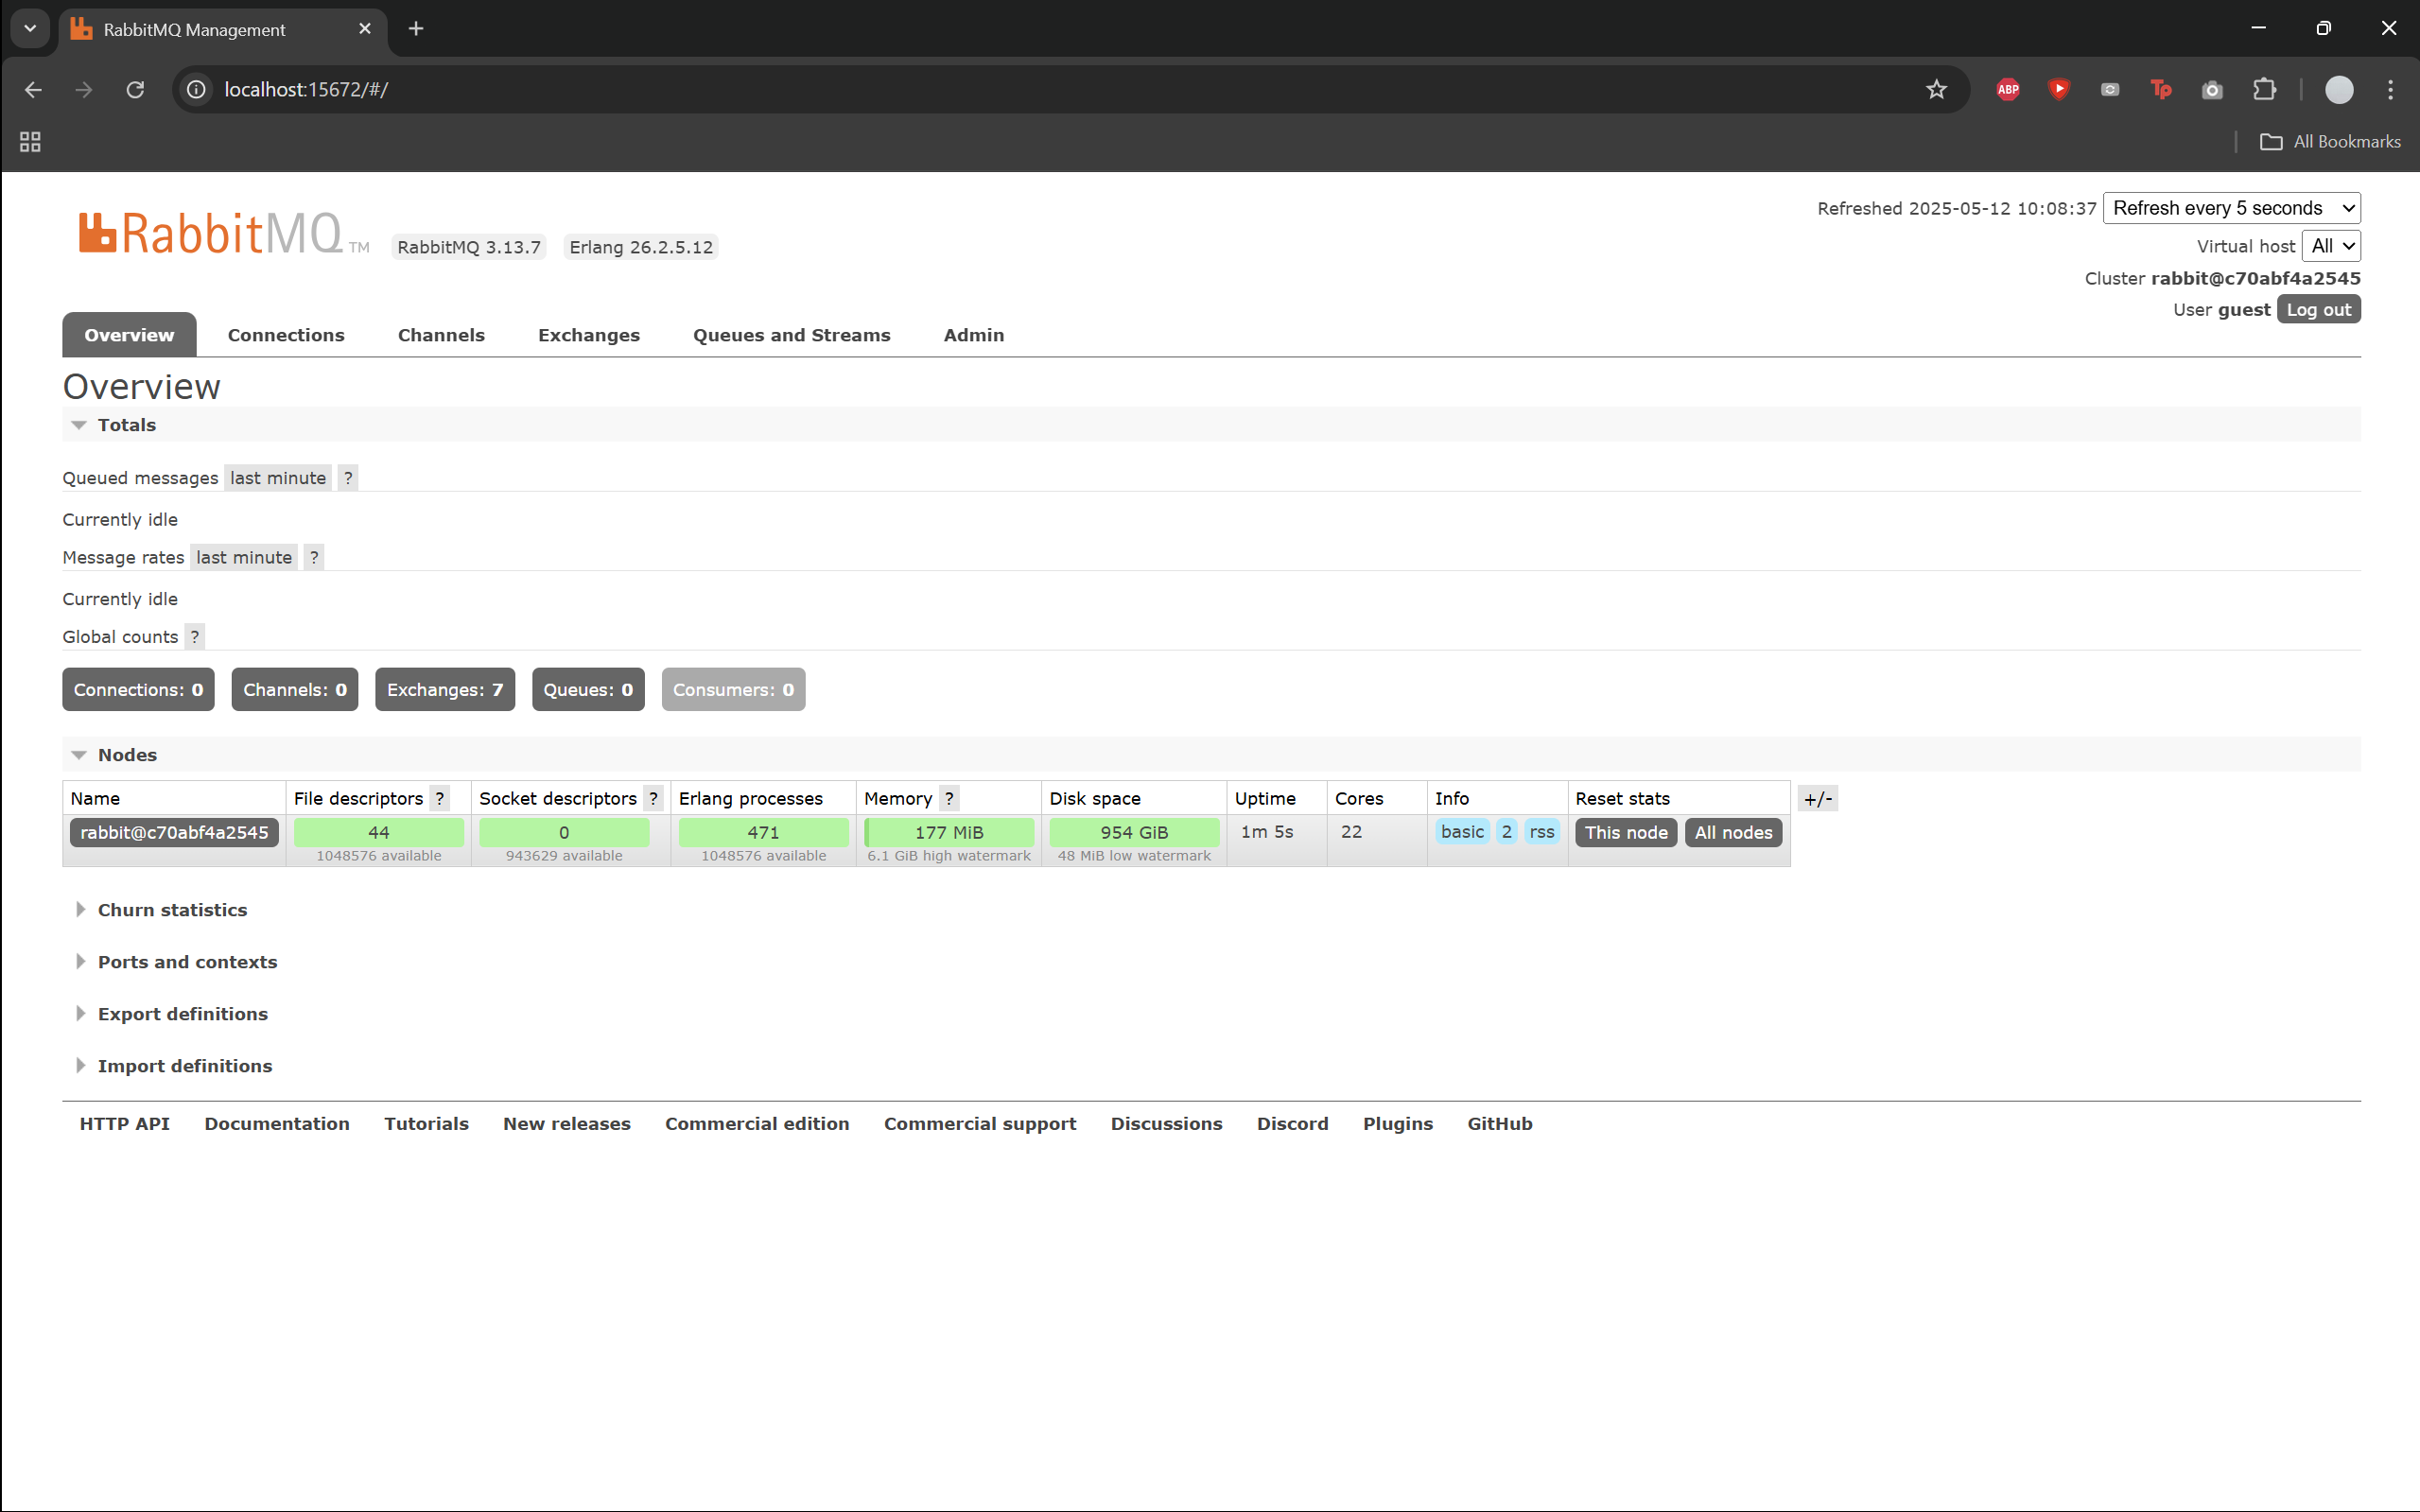 RabbitMQ Management
localhost:15672/#/
ABP
Tp
All Bookmarks
RabbitMQ TM
RabbitMQ 3.13.7 Erlang 26.2.5.12
Refreshed 2025-05-12 10:08:37 Refresh every 5 seconds
Virtual host All
Cluster rabbit@c70abf4a2545
User guest Log out
Overview Connections Channels Exchanges Queues and Streams Admin
Overview
Totals
Queued messages last minute ?
Currently idle
Message rates last minute ?
Currently idle
Global counts ?
Connections: 0 Channels: 0 Exchanges: 7 Queues: 0 Consumers: 0
Nodes
Name File descriptors ? Socket descriptors ? Erlang processes Memory ? Disk space Uptime Cores Info Reset stats +/-
rabbit@c70abf4a2545 44 0 471 177 MiB 954 GiB 1m 5s 22 basic 2 rss This node All nodes
1048576 available 943629 available 1048576 available 6.1 GiB high watermark 48 MiB low watermark
Churn statistics
Ports and contexts
Export definitions
Import definitions
HTTP API Documentation Tutorials New releases Commercial edition Commercial support Discussions Discord Plugins GitHub